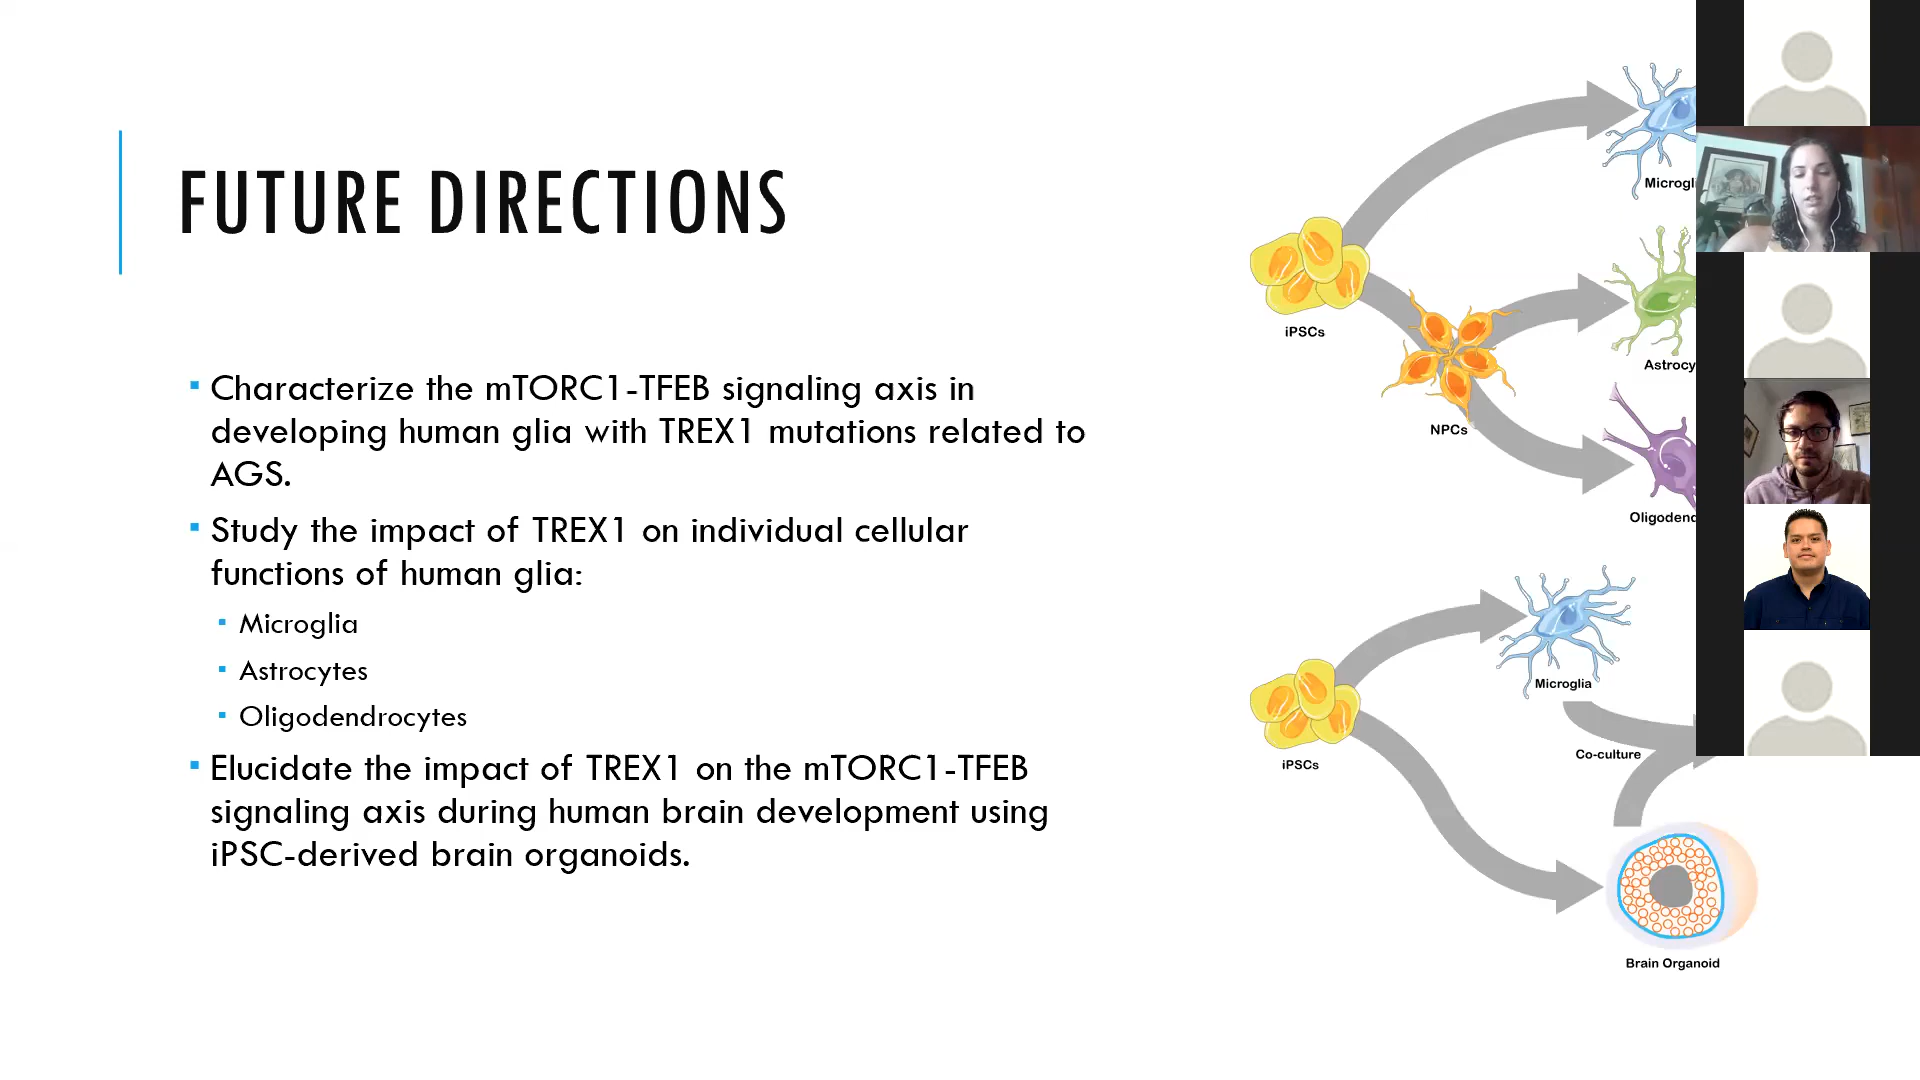 FUTURE DIRECTIONS
▪ Characterize the mTORC1-TFEB signaling axis in
developing human glia with TREX1 mutations related to
AGS.
▪ Study the impact of TREX1 on individual cellular
functions of human glia:
▪ Microglia
▪ Astrocytes
▪ Oligodendrocytes
▪ Elucidate the impact of TREX1 on the mTORC1-TFEB
signaling axis during human brain development using
iPSC-derived brain organoids.
Microgli
iPSCs
Astrocy
NPCs
Oligodend
Microglia
Co-culture
iPSCs
Brain Organoid